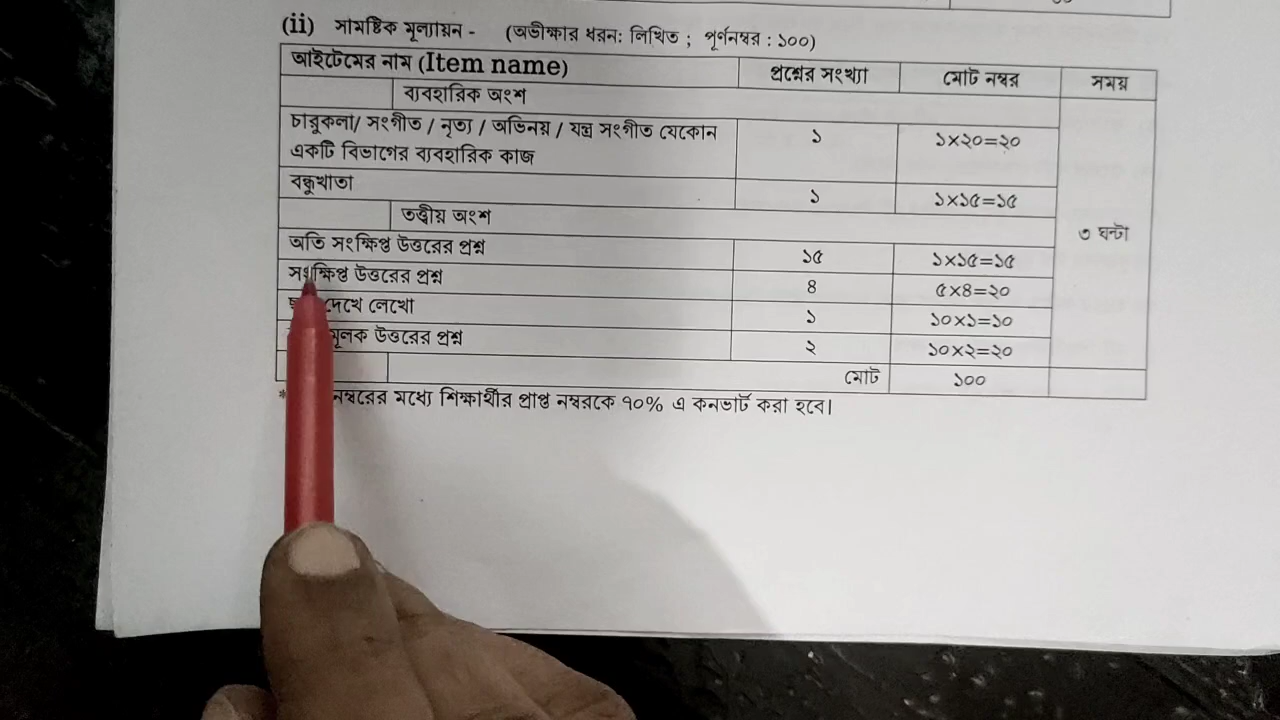 (ii) সামষ্টিক মূল্যায়ন - (অভীক্ষার ধরন: লিখিত ; পূর্ণনম্বর : ১০০)
আইটেমের নাম (Item name) প্রশ্নের সংখ্যা মোট নম্বর সময়
ব্যবহারিক অংশ
চারুকলা/ সংগীত / নৃত্য / অভিনয় / যন্ত্র সংগীত যেকোন
একটি বিভাগের ব্যবহারিক কাজ ১ ১×২০=২০
বন্ধুখাতা ১ ১×১৫=১৫
তত্বীয় অংশ
৩ ঘন্টা
অতি সংক্ষিপ্ত উত্তরের প্রশ্ন ১৫ ১×১৫=১৫
সংক্ষিপ্ত উত্তরের প্রশ্ন ৪ ৫×৪=২০
দেখে লেখো ১ ১০×১=১০
উত্তরের প্রশ্ন ২ ১০×২=২০
মোট ১০০
নম্বরের মধ্যে শিক্ষার্থীর প্রাপ্ত নম্বরকে ৭০% এ কনভার্ট করা হবে।